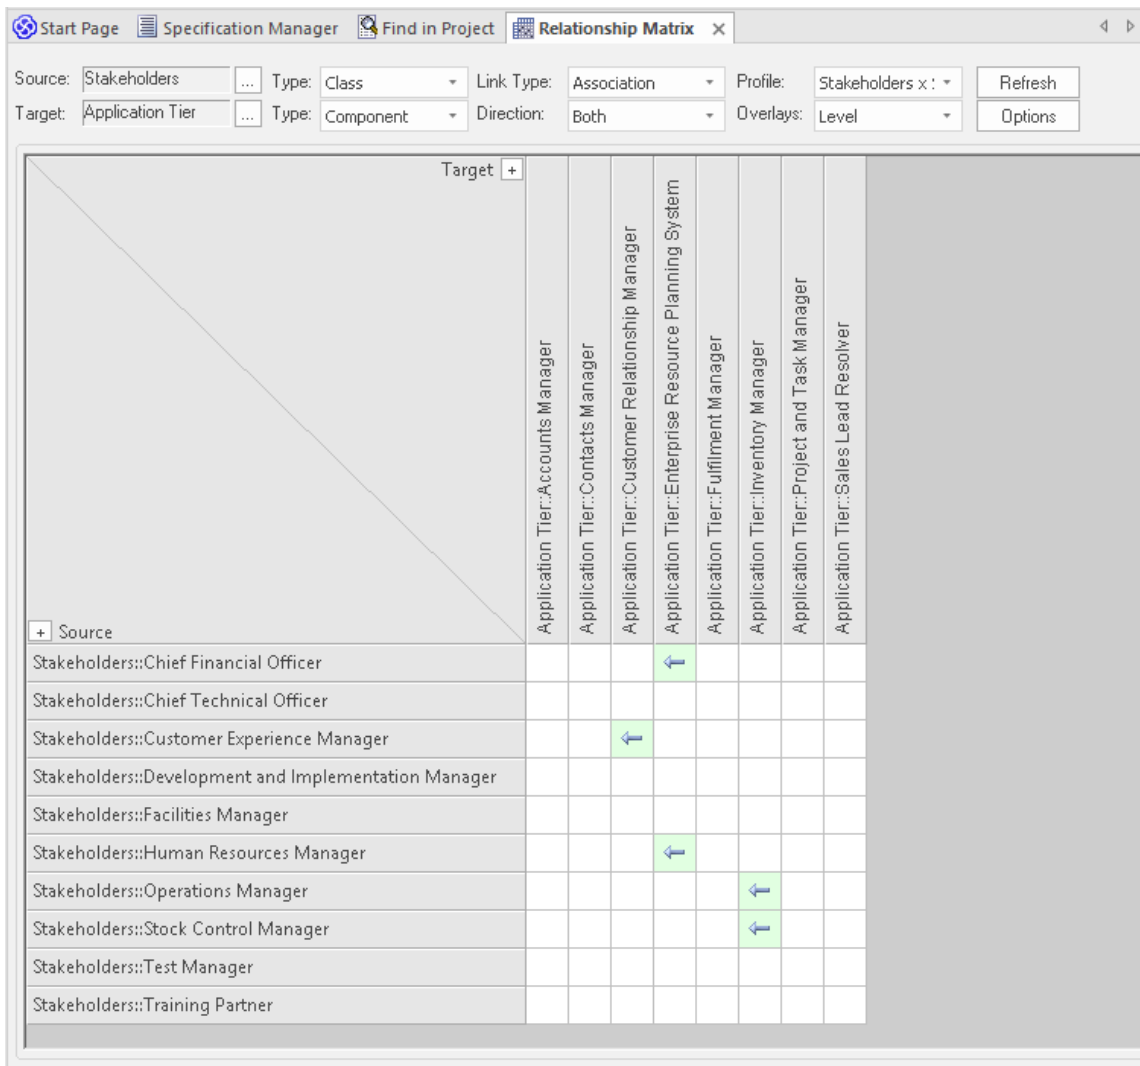 Start Page Specification Manager Find in Project Relationship Matrix
Source: Stakeholders ... Type: Class Link Type: Association Profile: Stakeholders x : Refresh
Target: Application Tier ... Type: Component Direction: Both Overlays: Level Options
Target +
Application Tier::Accounts Manager
Application Tier::Contacts Manager
Application Tier::Customer Relationship Manager
Application Tier::Enterprise Resource Planning System
Application Tier::Fulfilment Manager
Application Tier::Inventory Manager
Application Tier::Project and Task Manager
Application Tier::Sales Lead Resolver
+ Source
Stakeholders::Chief Financial Officer
Stakeholders::Chief Technical Officer
Stakeholders::Customer Experience Manager
Stakeholders::Development and Implementation Manager
Stakeholders::Facilities Manager
Stakeholders::Human Resources Manager
Stakeholders::Operations Manager
Stakeholders::Stock Control Manager
Stakeholders::Test Manager
Stakeholders::Training Partner